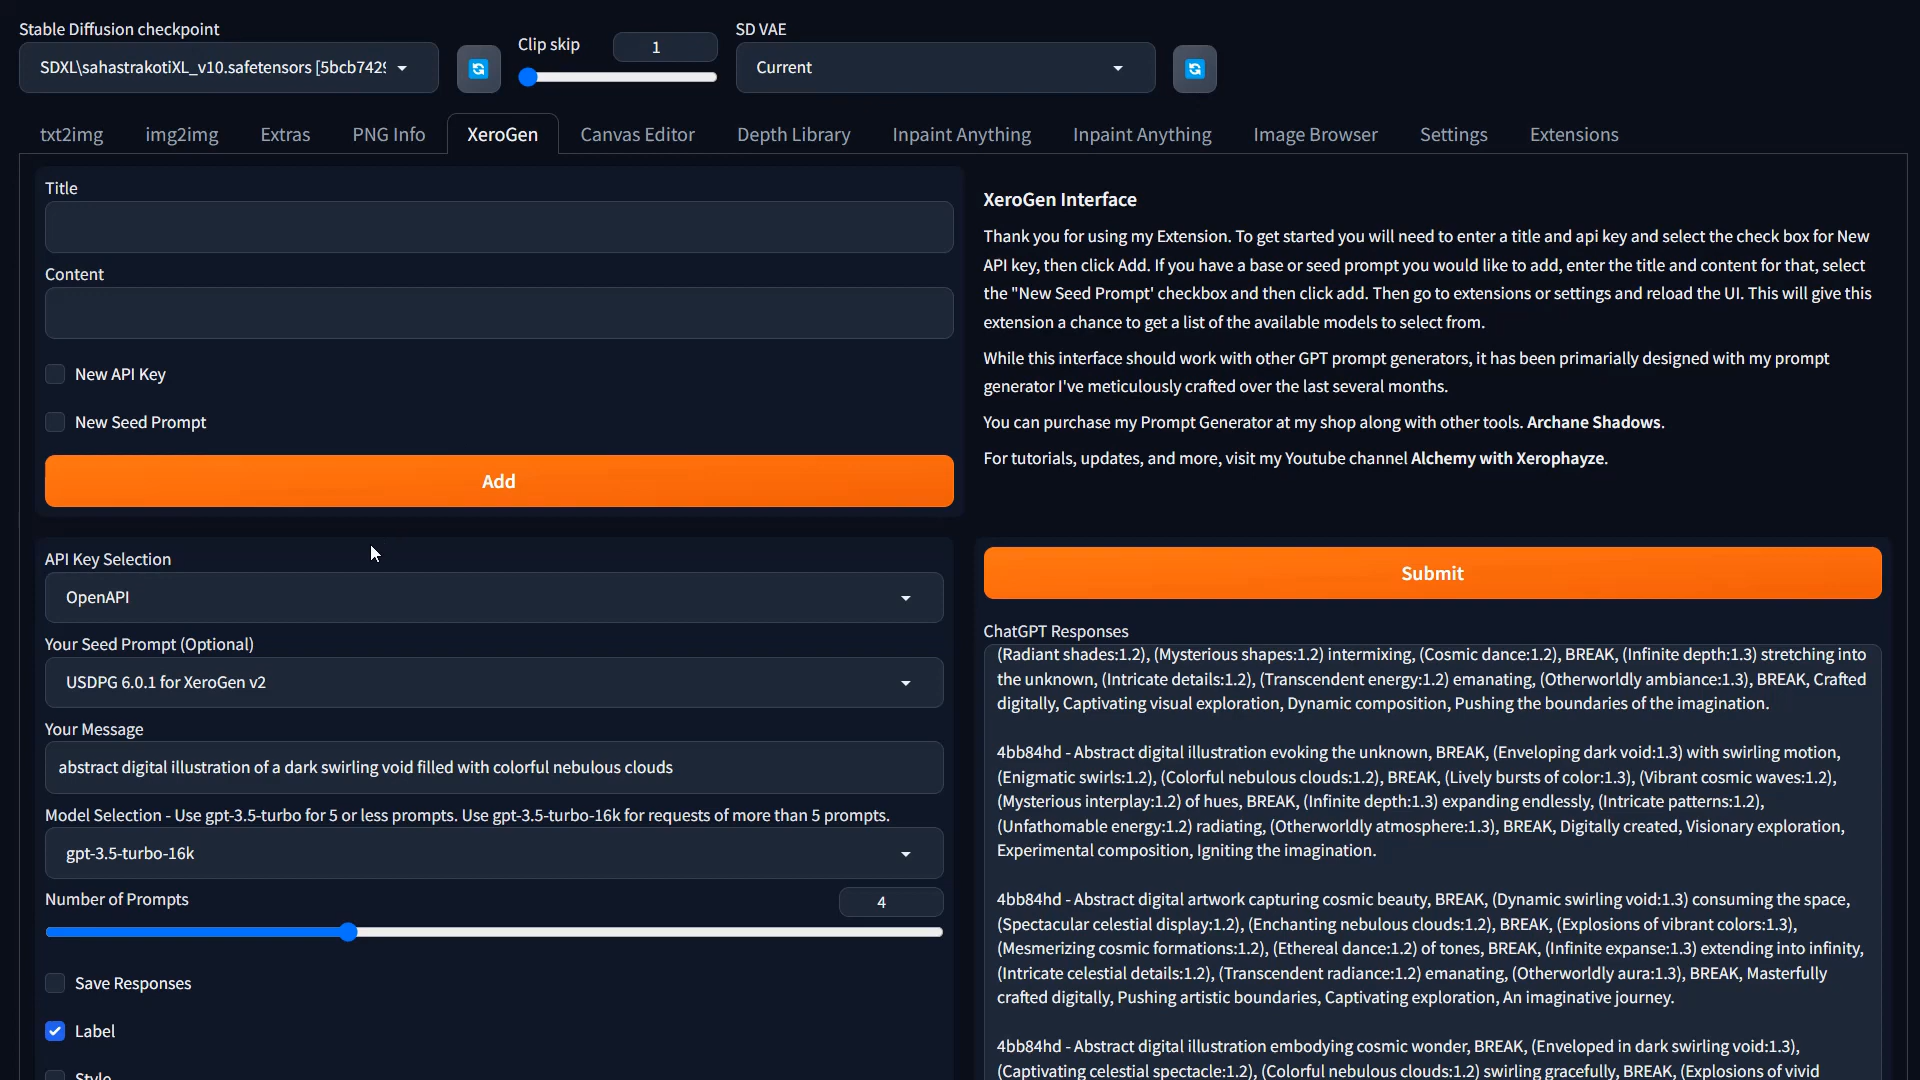 Stable Diffusion checkpoint
SDXL\sahastrakotiXL_v10.safetensors [5bcb7429
Clip skip
1
SD VAE
Current
txt2img
img2img
Extras
PNG Info
XeroGen
Canvas Editor
Depth Library
Inpaint Anything
Inpaint Anything
Image Browser
Settings
Extensions
Title
Content
New API Key
New Seed Prompt
Add
XeroGen Interface
Thank you for using my Extension. To get started you will need to enter a title and api key and select the check box for New
API key, then click Add. If you have a base or seed prompt you would like to add, enter the title and content for that, select
the "New Seed Prompt' checkbox and then click add. Then go to extensions or settings and reload the UI. This will give this
extension a chance to get a list of the available models to select from.
While this interface should work with other GPT prompt generators, it has been primarially designed with my prompt
generator I've meticulously crafted over the last several months.
You can purchase my Prompt Generator at my shop along with other tools. Archane Shadows.
For tutorials, updates, and more, visit my Youtube channel Alchemy with Xerophayze.
API Key Selection
OpenAPI
Your Seed Prompt (Optional)
USDPG 6.0.1 for XeroGen v2
Your Message
abstract digital illustration of a dark swirling void filled with colorful nebulous clouds
Model Selection - Use gpt-3.5-turbo for 5 or less prompts. Use gpt-3.5-turbo-16k for requests of more than 5 prompts.
gpt-3.5-turbo-16k
Number of Prompts
4
Save Responses
Label
Style
Submit
ChatGPT Responses
(Radiant shades:1.2), (Mysterious shapes:1.2) intermixing, (Cosmic dance:1.2), BREAK, (Infinite depth:1.3) stretching into
the unknown, (Intricate details:1.2), (Transcendent energy:1.2) emanating, (Otherworldly ambiance:1.3), BREAK, Crafted
digitally, Captivating visual exploration, Dynamic composition, Pushing the boundaries of the imagination.
4bb84hd - Abstract digital illustration evoking the unknown, BREAK, (Enveloping dark void:1.3) with swirling motion,
(Enigmatic swirls:1.2), (Colorful nebulous clouds:1.2), BREAK, (Lively bursts of color:1.3), (Vibrant cosmic waves:1.2),
(Mysterious interplay:1.2) of hues, BREAK, (Infinite depth:1.3) expanding endlessly, (Intricate patterns:1.2),
(Unfathomable energy:1.2) radiating, (Otherworldly atmosphere:1.3), BREAK, Digitally created, Visionary exploration,
Experimental composition, Igniting the imagination.
4bb84hd - Abstract digital artwork capturing cosmic beauty, BREAK, (Dynamic swirling void:1.3) consuming the space,
(Spectacular celestial display:1.2), (Enchanting nebulous clouds:1.2), BREAK, (Explosions of vibrant colors:1.3),
(Mesmerizing cosmic formations:1.2), (Ethereal dance:1.2) of tones, BREAK, (Infinite expanse:1.3) extending into infinity,
(Intricate celestial details:1.2), (Transcendent radiance:1.2) emanating, (Otherworldly aura:1.3), BREAK, Masterfully
crafted digitally, Pushing artistic boundaries, Captivating exploration, An imaginative journey.
4bb84hd - Abstract digital illustration embodying cosmic wonder, BREAK, (Enveloped in dark swirling void:1.3),
(Captivating celestial spectacle:1.2), (Colorful nebulous clouds:1.2) swirling gracefully, BREAK, (Explosions of vivid